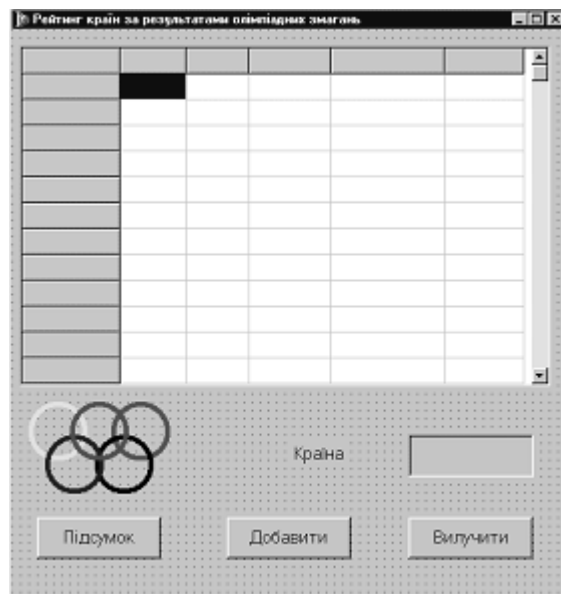 Рейтинг країн за результатами олімпіадних змагань
Країна
Підсумок Добавити Вилучити